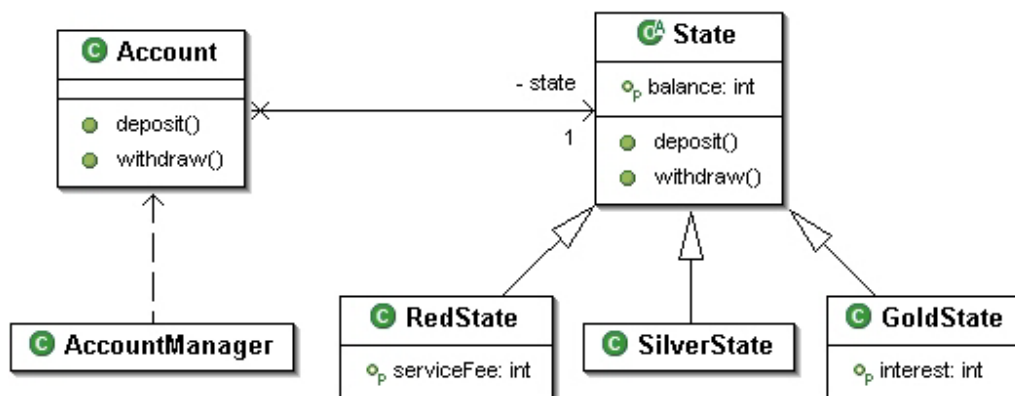 Account
deposit()
withdraw()
- state
1
State
balance: int
deposit()
withdraw()
AccountManager
RedState
serviceFee: int
SilverState
GoldState
interest: int